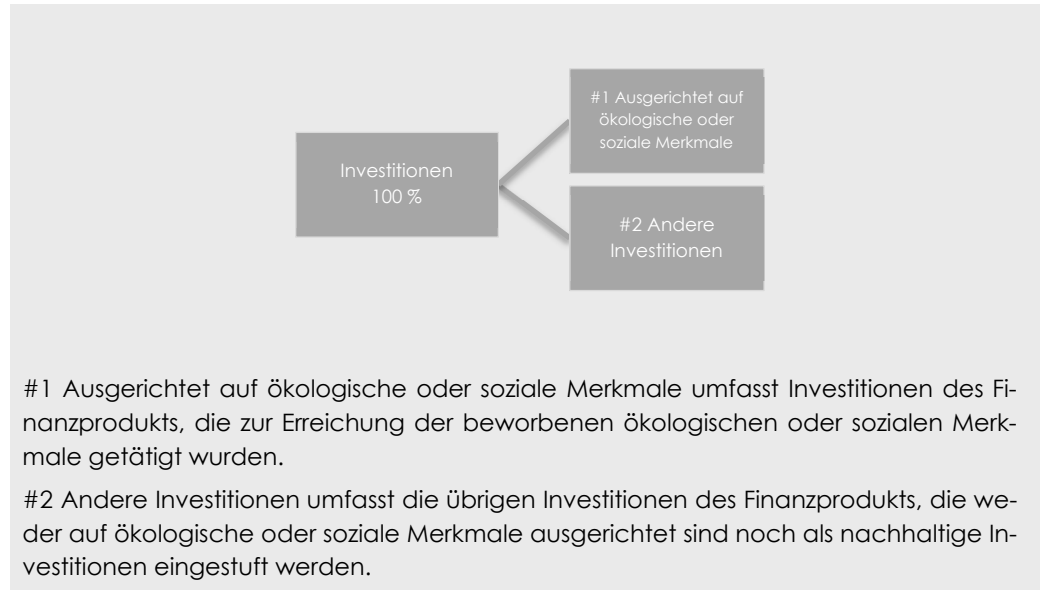 #1 Ausgerichtet auf
ökologische oder
soziale Merkmale
Investitionen
100 %
#2 Andere
Investitionen
#1 Ausgerichtet auf ökologische oder soziale Merkmale umfasst Investitionen des Fi-
nanzprodukts, die zur Erreichung der beworbenen ökologischen oder sozialen Merk-
male getätigt wurden.
#2 Andere Investitionen umfasst die übrigen Investitionen des Finanzprodukts, die we-
der auf ökologische oder soziale Merkmale ausgerichtet sind noch als nachhaltige In-
vestitionen eingestuft werden.